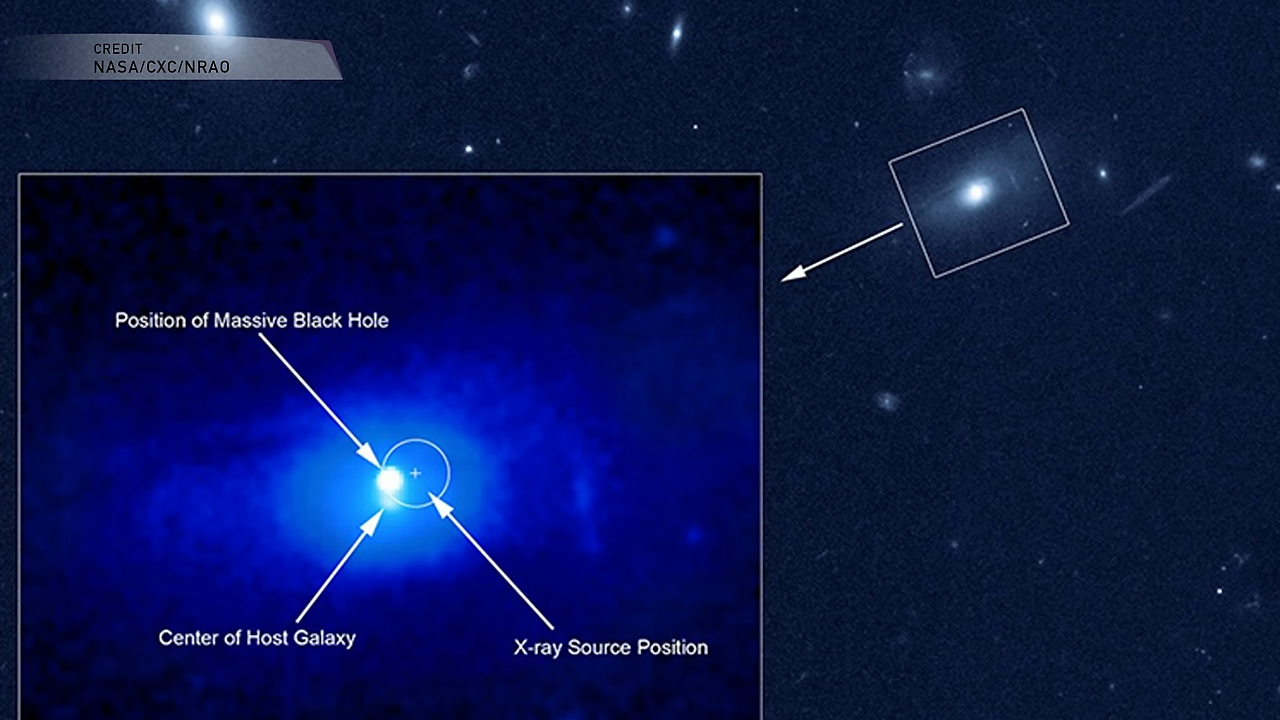 CREDIT
NASA/CXC/NRAO
Position of Massive Black Hole
Center of Host Galaxy
X-ray Source Position